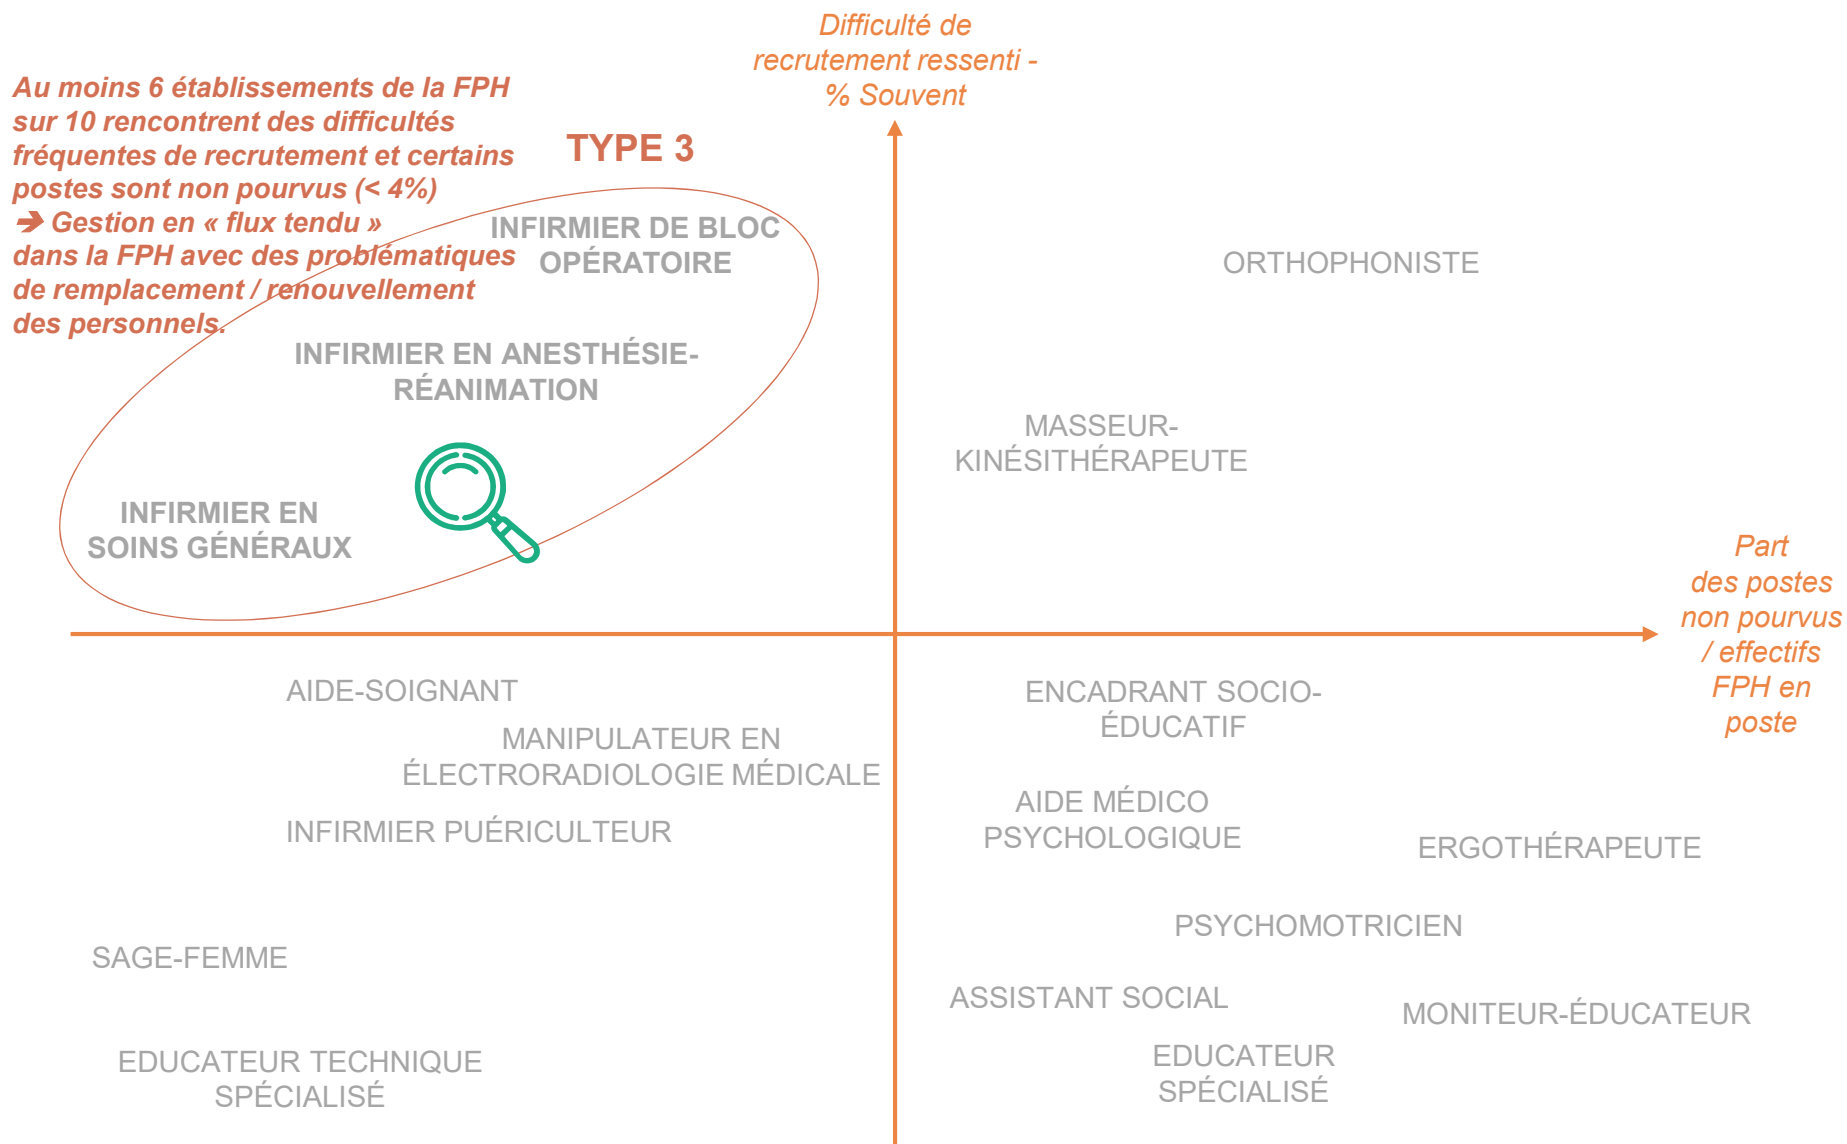 Difficulté de
recrutement ressenti -
% Souvent
Au moins 6 établissements de la FPH
sur 10 rencontrent des difficultés
fréquentes de recrutement et certains
postes sont non pourvus (< 4%)
➔ Gestion en « flux tendu »
dans la FPH avec des problématiques
de remplacement / renouvellement
des personnels.
TYPE 3
INFIRMIER DE BLOC
OPÉRATOIRE
ORTHOPHONISTE
INFIRMIER EN ANESTHÉSIE-
RÉANIMATION
MASSEUR-
KINÉSITHÉRAPEUTE
INFIRMIER EN
SOINS GÉNÉRAUX
Part
des postes
non pourvus
/ effectifs
FPH en
poste
AIDE-SOIGNANT
ENCADRANT SOCIO-
ÉDUCATIF
MANIPULATEUR EN
ÉLECTRORADIOLOGIE MÉDICALE
AIDE MÉDICO
PSYCHOLOGIQUE
INFIRMIER PUÉRICULTEUR
ERGOTHÉRAPEUTE
PSYCHOMOTRICIEN
SAGE-FEMME
ASSISTANT SOCIAL
MONITEUR-ÉDUCATEUR
EDUCATEUR TECHNIQUE
SPÉCIALISÉ
EDUCATEUR
SPÉCIALISÉ